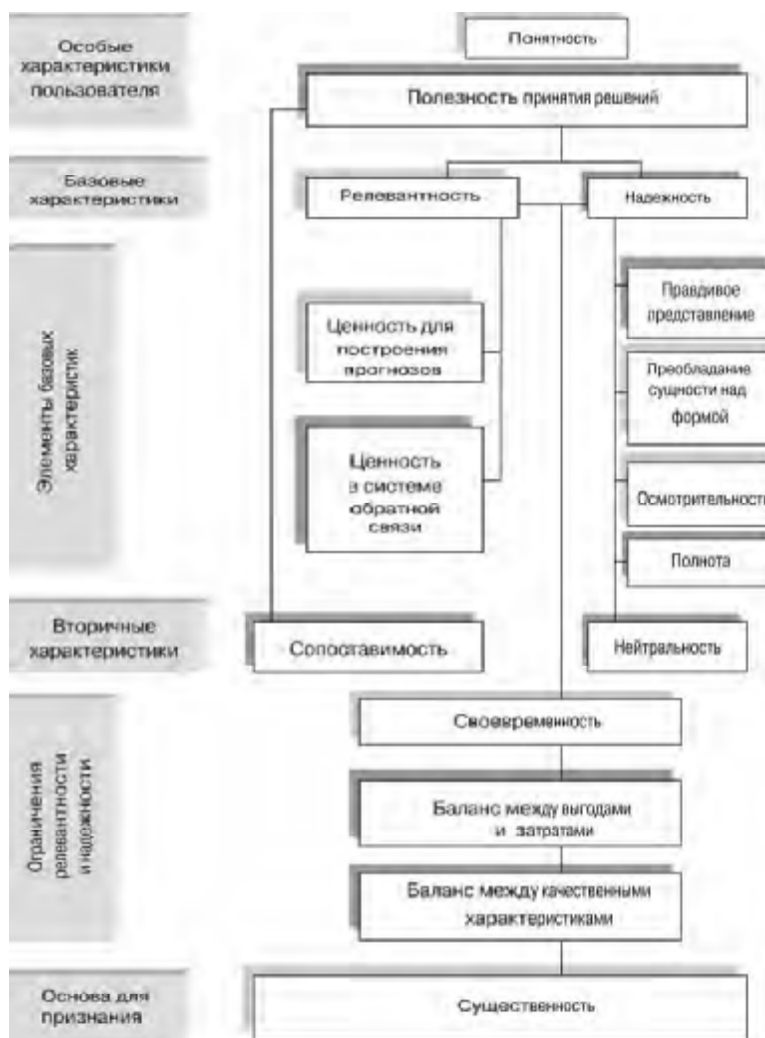 Особые
характеристики
пользователя
Понятность
Полезность принятия решений
Базовые
характеристики
Релевантность
Надежность
Элементы базовых
характеристик
Ценность для
построения
прогнозов
Ценность
в системе
обратной
связи
Правдивое
представление
Преобладание
сущности над
формой
Осмотрительность
Полнота
Вторичные
характеристики
Сопоставимость
Нейтральность
Ограничения
релевантности
и надежности
Своевременность
Баланс между выгодами
и затратами
Баланс между качественными
характеристиками
Основа для
признания
Существенность